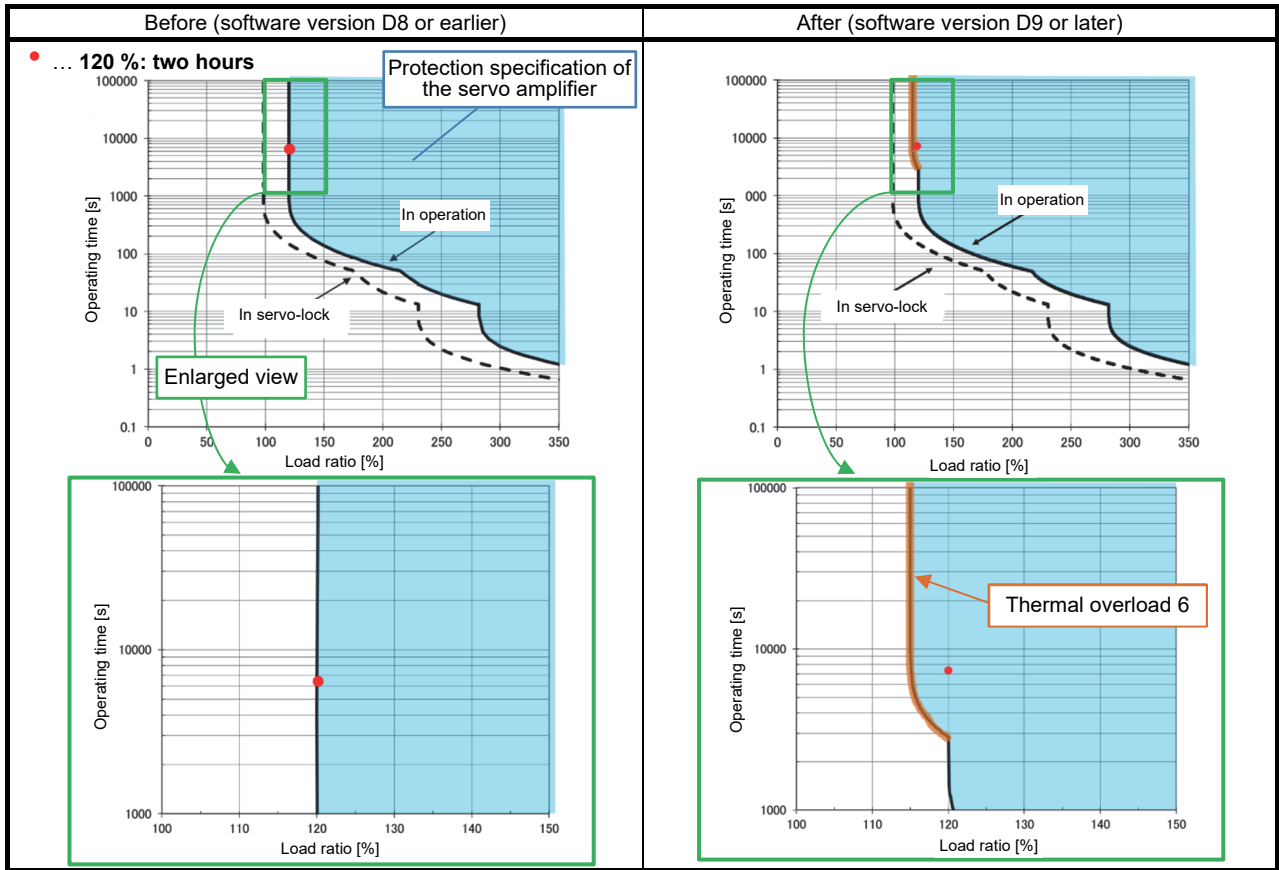 Before (software version D8 or earlier)
After (software version D9 or later)
… 120 %: two hours
Protection specification of
the servo amplifier
100000
10000
1000
100
10
1
0.1
Operating time [s]
In operation
In servo-lock
Enlarged view
0 50 100 150 200 250 300 350
Load ratio [%]
100000
10000
000
100
10
1
0.1
Operating time [s]
In operation
In servo-lock
0 50 100 150 200 250 300 350
Load ratio [%]
100000
10000
1000
Operating time [s]
100 110 120 130 140 150
Load ratio [%]
100000
10000
1000
Operating time [s]
Thermal overload 6
100 110 120 130 140 150
Load ratio [%]